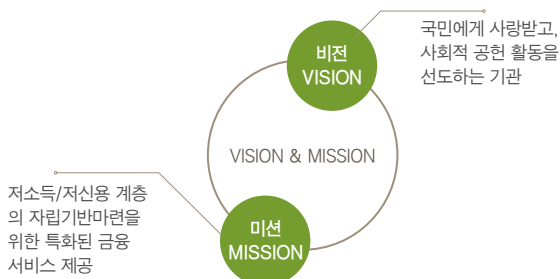 국민에게 사랑받고,
사회적 공헌 활동을
선도하는 기관
비전
VISION
VISION & MISSION
저소득/저신용 계층
의 자립기반마련을
위한 특화된 금융
서비스 제공
미션
MISSION